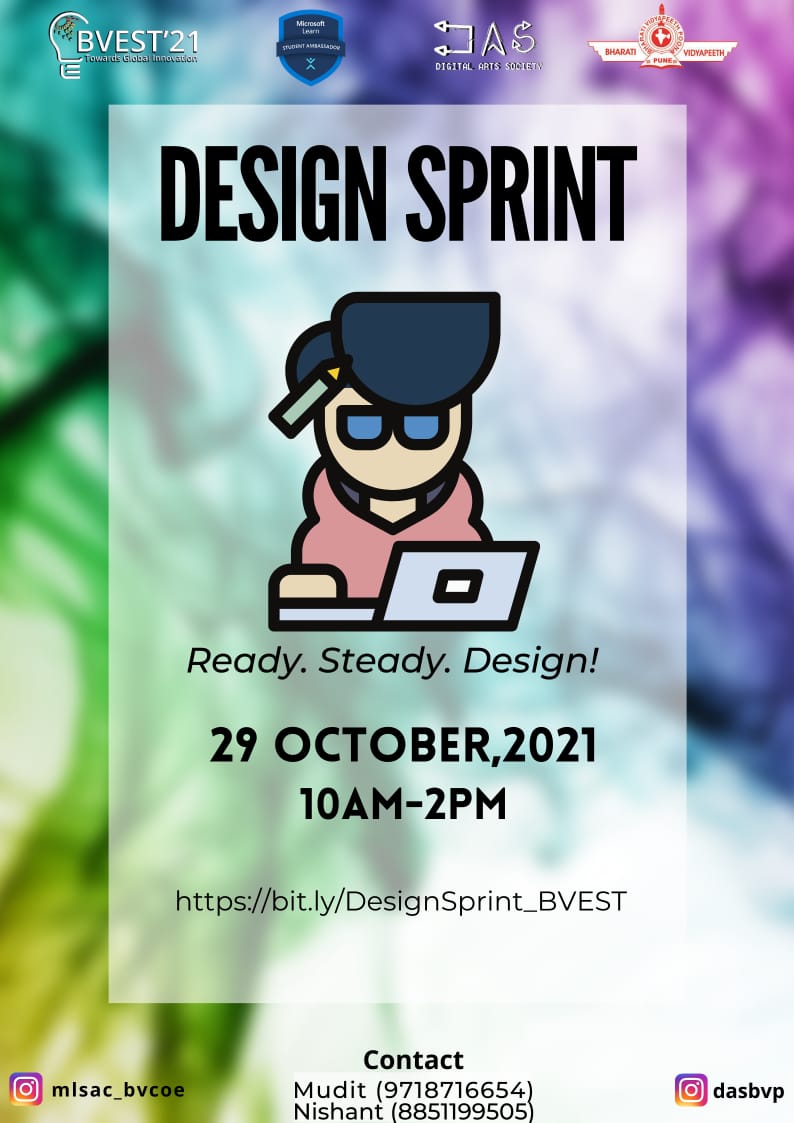 BVEST'21
Towards Global Innovation
Microsoft
Learn
STUDENT AMBASSADOR
DAS
DIGITAL ARTS SOCIETY
BHARATI VIDYAPEETH
PUNE
DESIGN SPRINT
Ready. Steady. Design!
29 OCTOBER,2021
10AM-2PM
https://bit.ly/DesignSprint_BVEST
Contact
mlsac_bvcoe
Mudit (9718716654)
Nishant (8851199505)
dasbvp